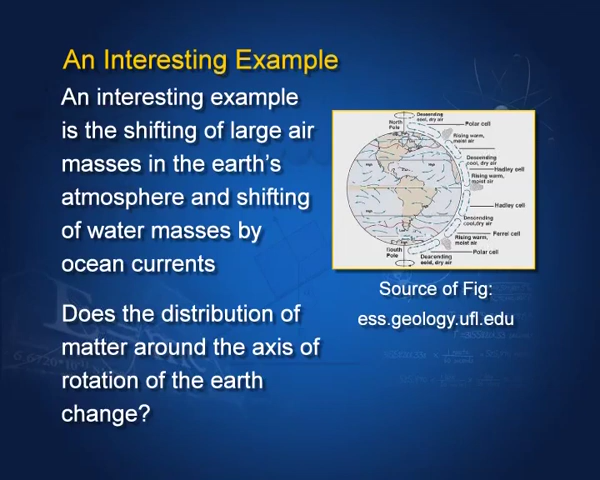 An Interesting Example
An interesting example
is the shifting of large air
masses in the earth's
atmosphere and shifting
of water masses by
ocean currents
Does the distribution of
matter around the axis of
rotation of the earth
change?
Descending
cool, dry air
North
Pole
Polar cell
Rising warm,
moist air
Descending
cool, dry air
Hadley cell
Rising warm,
moist air
Hadley cell
Descending
cool, dry air
Ferrel cell
Rising warm,
moist air
South
Pole
Polar cell
Descending
cold, dry air
Source of Fig:
ess.geology.ufl.edu